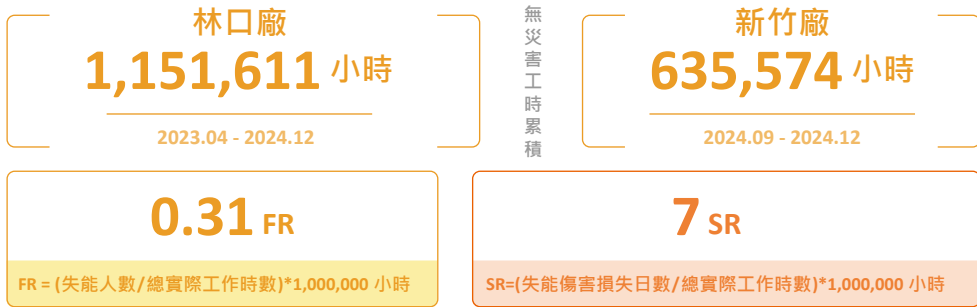 林口廠
1,151,611 小時
2023.04 - 2024.12
無災害工時累積
新竹廠
635,574 小時
2024.09 - 2024.12
0.31 FR
FR = (失能人數/總實際工作時數)*1,000,000 小時
7 SR
SR=(失能傷害損失日數/總實際工作時數)*1,000,000 小時